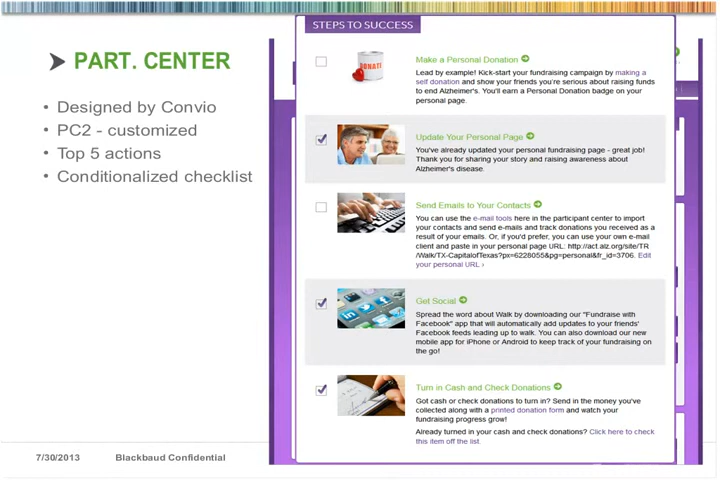 PART. CENTER
• Designed by Convio
• PC2 - customized
• Top 5 actions
• Conditionalized checklist
STEPS TO SUCCESS
DONATE
Make a Personal Donation
Lead by example! Kick-start your fundraising campaign by making a
self donation and show your friends you're serious about raising funds
to end Alzheimer's. You'll earn a Personal Donation badge on your
personal page.
Update Your Personal Page
You've already updated your personal fundraising page - great job!
Thank you for sharing your story and raising awareness about
Alzheimer's disease.
Send Emails to Your Contacts
You can use the e-mail tools here in the participant center to import
your contacts and send e-mails and track donations you received as a
result of your emails. Or, if you'd prefer, you can use your own e-mail
client and paste in your personal page URL: http://act.alz.org/site/TR
/Walk/TX-CapitalofTexas?px=6228055&pg=personal&fr_id=3706. Edit
your personal URL ›
Get Social
Spread the word about Walk by downloading our "Fundraise with
Facebook" app that will automatically add updates to your friends'
Facebook feeds leading up to walk. You can also download our new
mobile app for iPhone or Android to keep track of your fundraising on
the go!
Turn in Cash and Check Donations
Got cash or check donations to turn in? Send in the money you've
collected along with a printed donation form and watch your
fundraising progress grow!
Already turned in your cash and check donations? Click here to check
this item off the list.
7/30/2013 Blackbaud Confidential